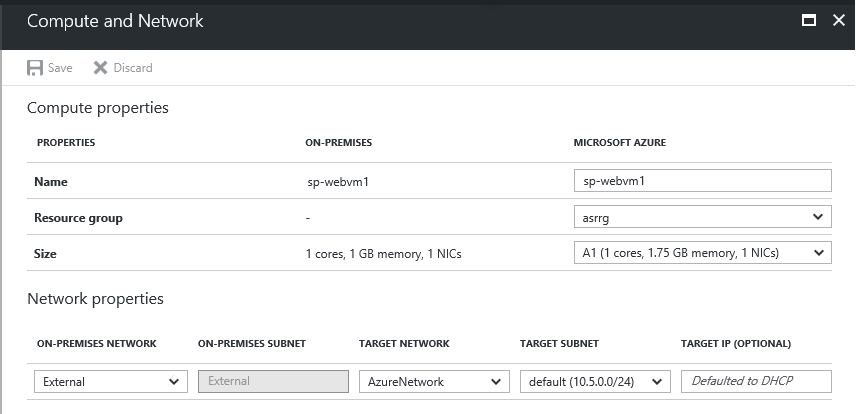 Compute and Network
Save Discard
Compute properties
PROPERTIES ON-PREMISES MICROSOFT AZURE
Name sp-webvm1 sp-webvm1
Resource group - asrrg
Size 1 cores, 1 GB memory, 1 NICs A1 (1 cores, 1.75 GB memory, 1 NICs)
Network properties
ON-PREMISES NETWORK ON-PREMISES SUBNET TARGET NETWORK TARGET SUBNET TARGET IP (OPTIONAL)
External External AzureNetwork default (10.5.0.0/24) Defaulted to DHCP